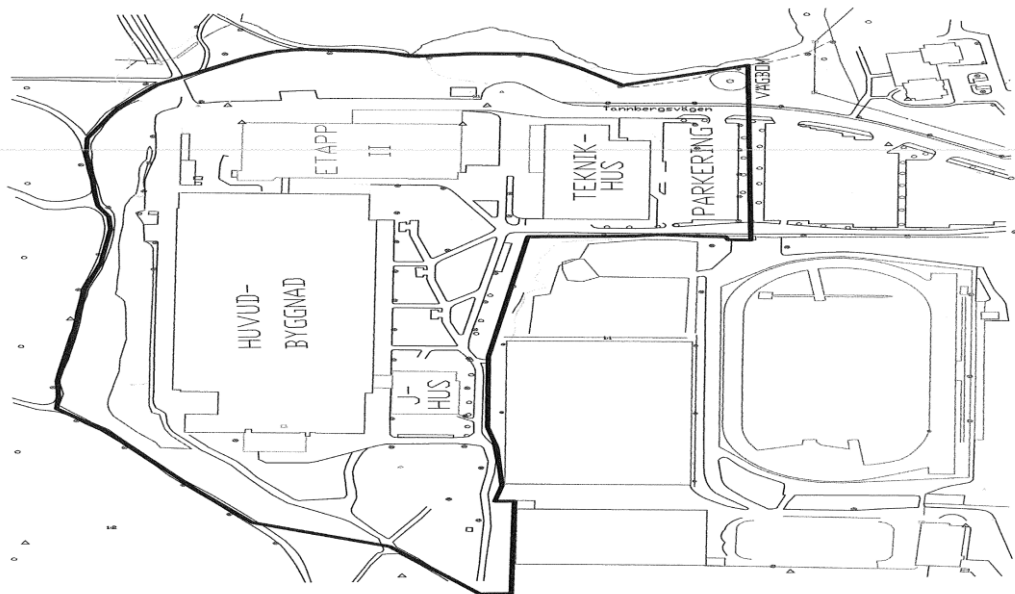 VÄGBOM
Tannbergsvägen
ETAPP
II
TEKNIK-
HUS
PARKERING
HUVUD-
BYGGNAD
J-
HUS